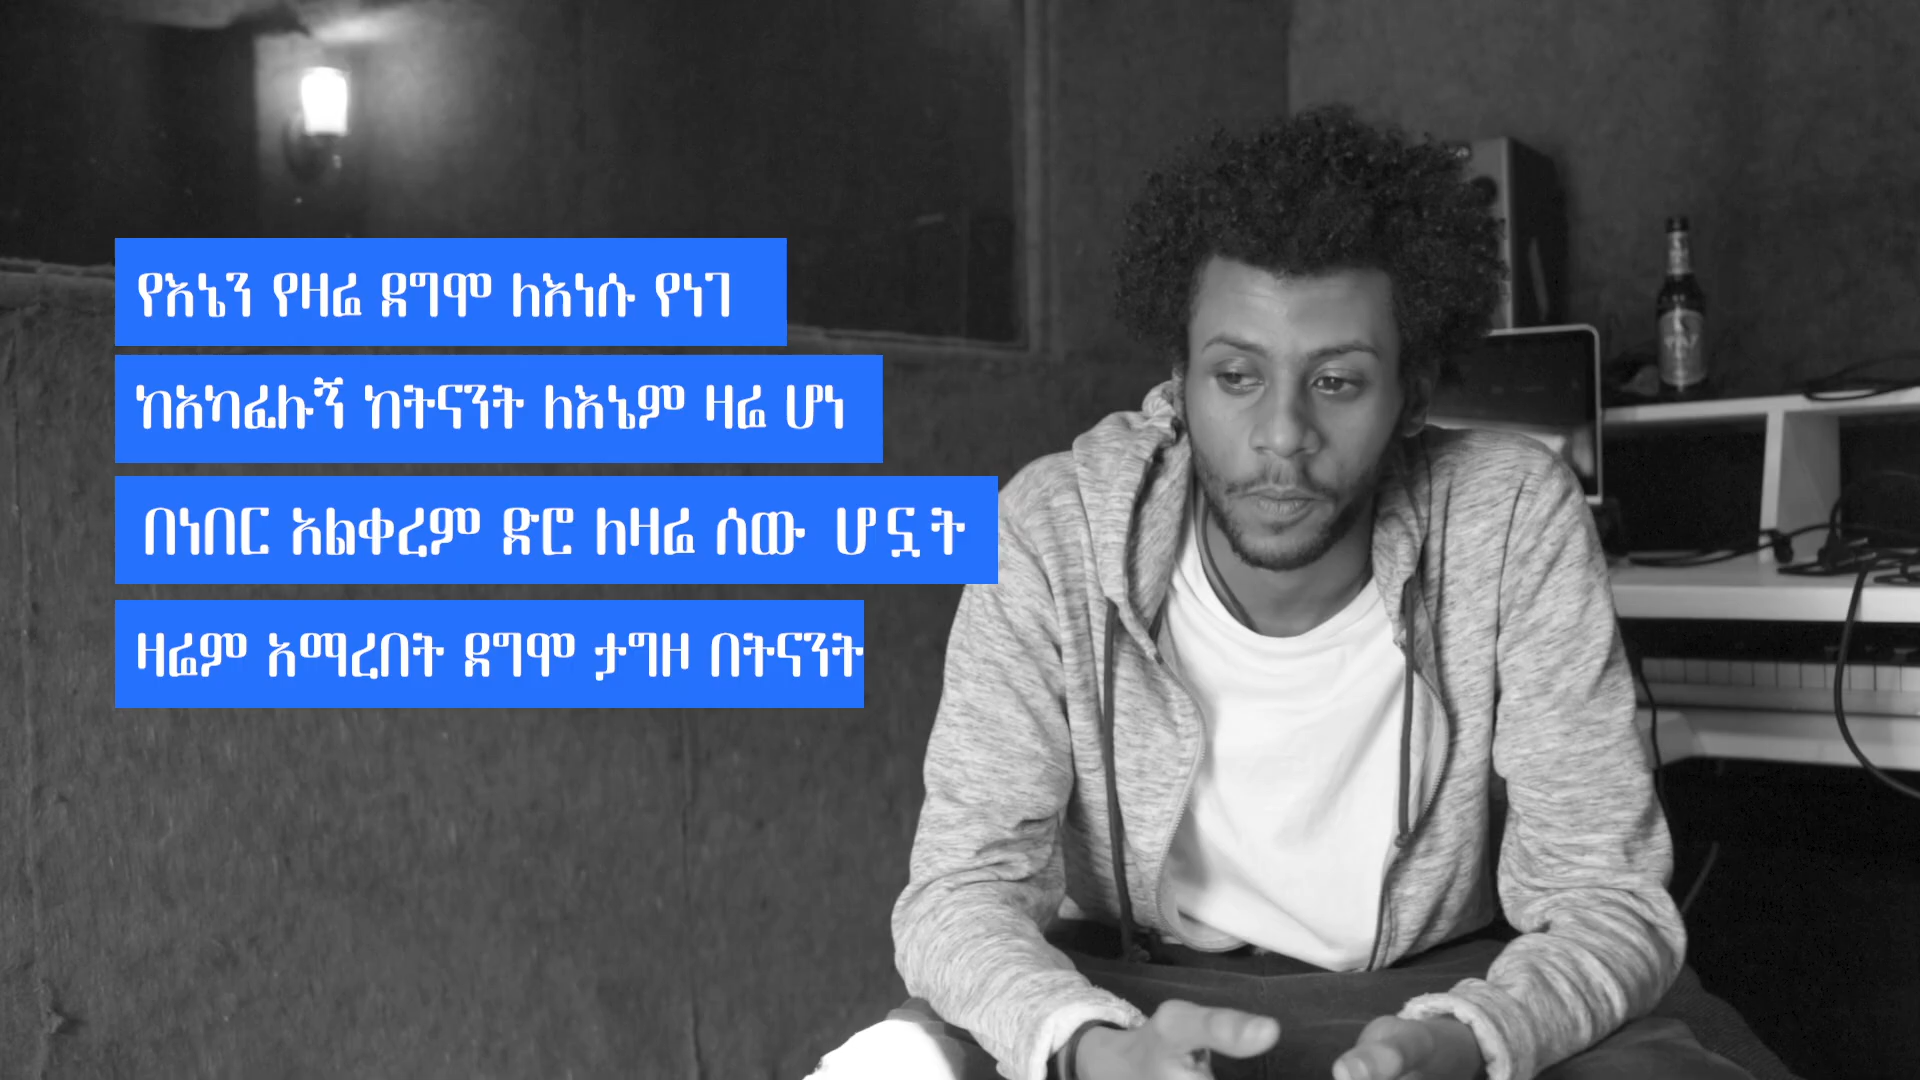 የእኔን የዛሬ ደግሞ ለእነሱ የነገ
ከአካፈሉኝ ከትናንት ለእኔም ዛሬ ሆነ
በነበር አልቀረም ድሮ ለዛሬ ሰው ሆኗት
ዛሬም አማረበት ደግሞ ታግዞ በትናንት